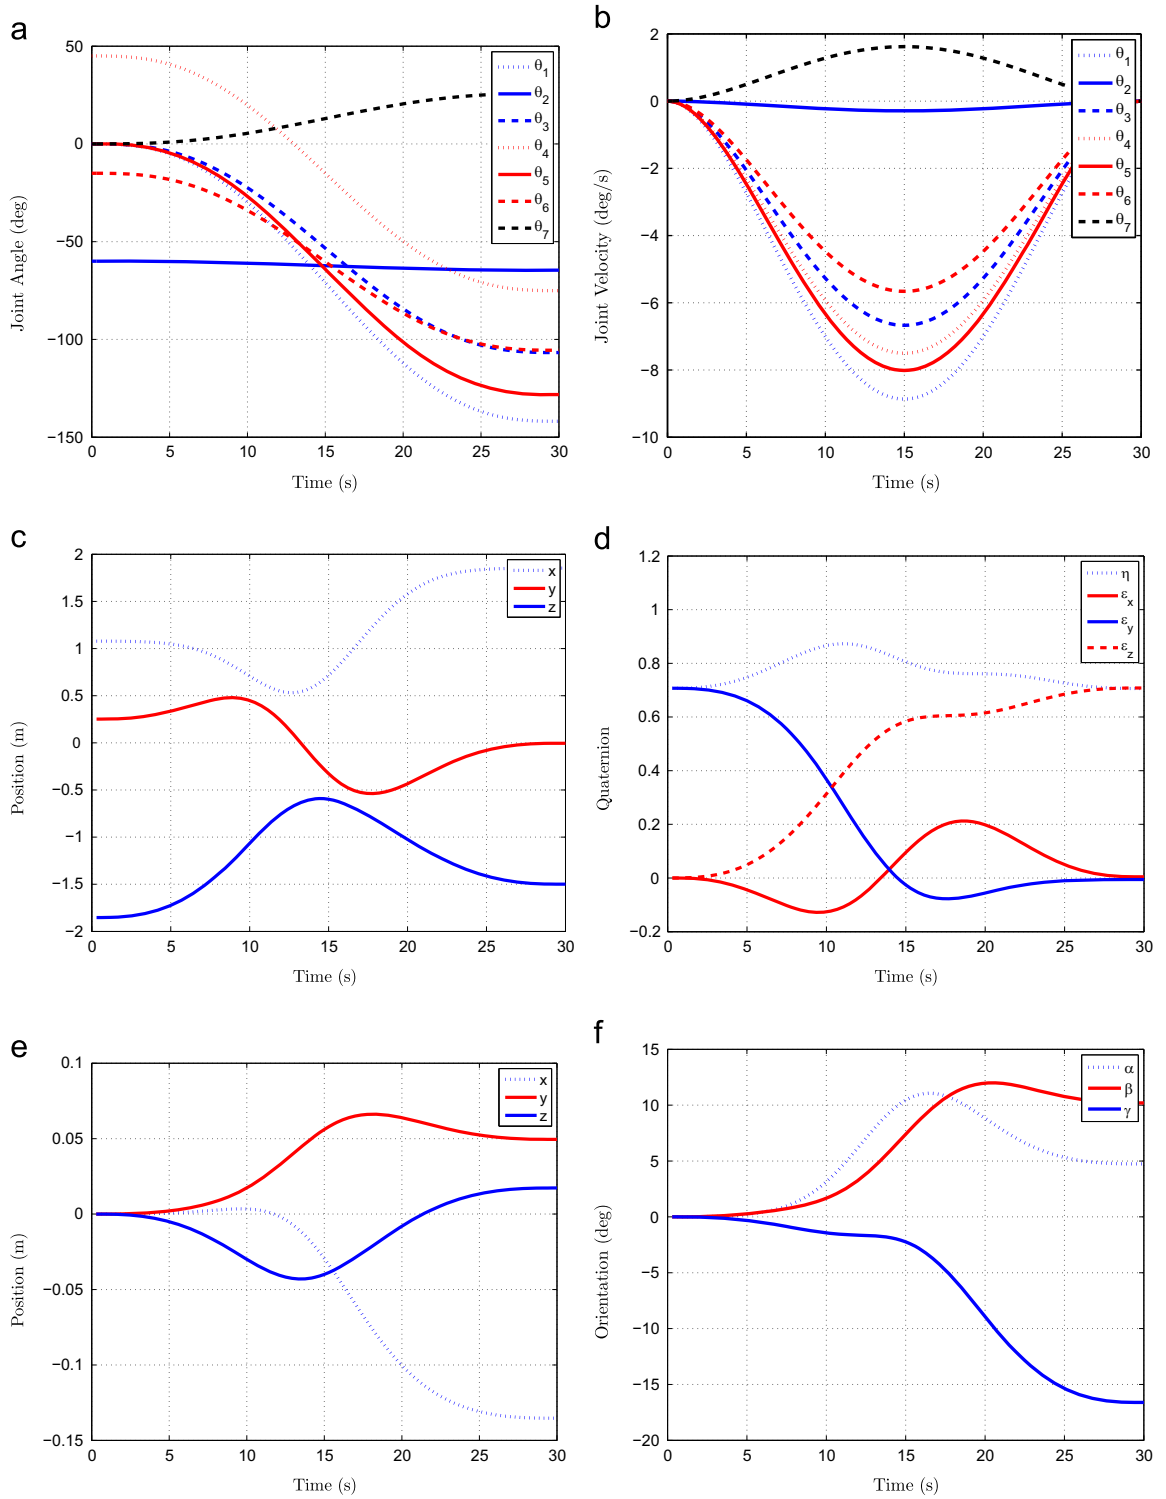 a
50
0
−50
−100
−150
0 5 10 15 20 25 30
Joint Angle (deg)
Time (s)
θ1
θ2
θ3
θ4
θ5
θ6
θ7
b
2
0
−2
−4
−6
−8
−10
0 5 10 15 20 25 30
Joint Velocity (deg/s)
Time (s)
θ1
θ2
θ3
θ4
θ5
θ6
θ7
c
2
1.5
1
0.5
0
−0.5
−1
−1.5
−2
0 5 10 15 20 25 30
Position (m)
Time (s)
x
y
z
d
1.2
1
0.8
0.6
0.4
0.2
0
−0.2
0 5 10 15 20 25 30
Quaternion
Time (s)
η
εx
εy
εz
e
0.1
0.05
0
−0.05
−0.1
−0.15
0 5 10 15 20 25 30
Position (m)
Time (s)
x
y
z
f
15
10
5
0
−5
−10
−15
−20
0 5 10 15 20 25 30
Orientation (deg)
Time (s)
α
β
γ